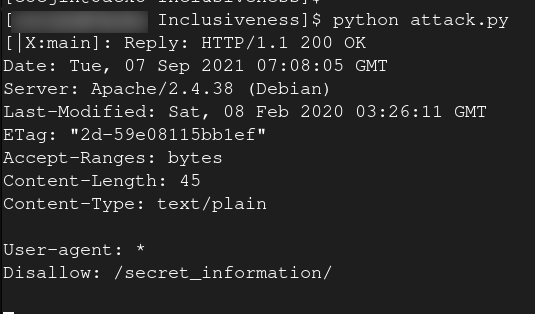 [ Inclusiveness]$
[ Inclusiveness]$ python attack.py
[|X:main]: Reply: HTTP/1.1 200 OK
Date: Tue, 07 Sep 2021 07:08:05 GMT
Server: Apache/2.4.38 (Debian)
Last-Modified: Sat, 08 Feb 2020 03:26:11 GMT
ETag: "2d-59e08115bb1ef"
Accept-Ranges: bytes
Content-Length: 45
Content-Type: text/plain
User-agent: *
Disallow: /secret_information/